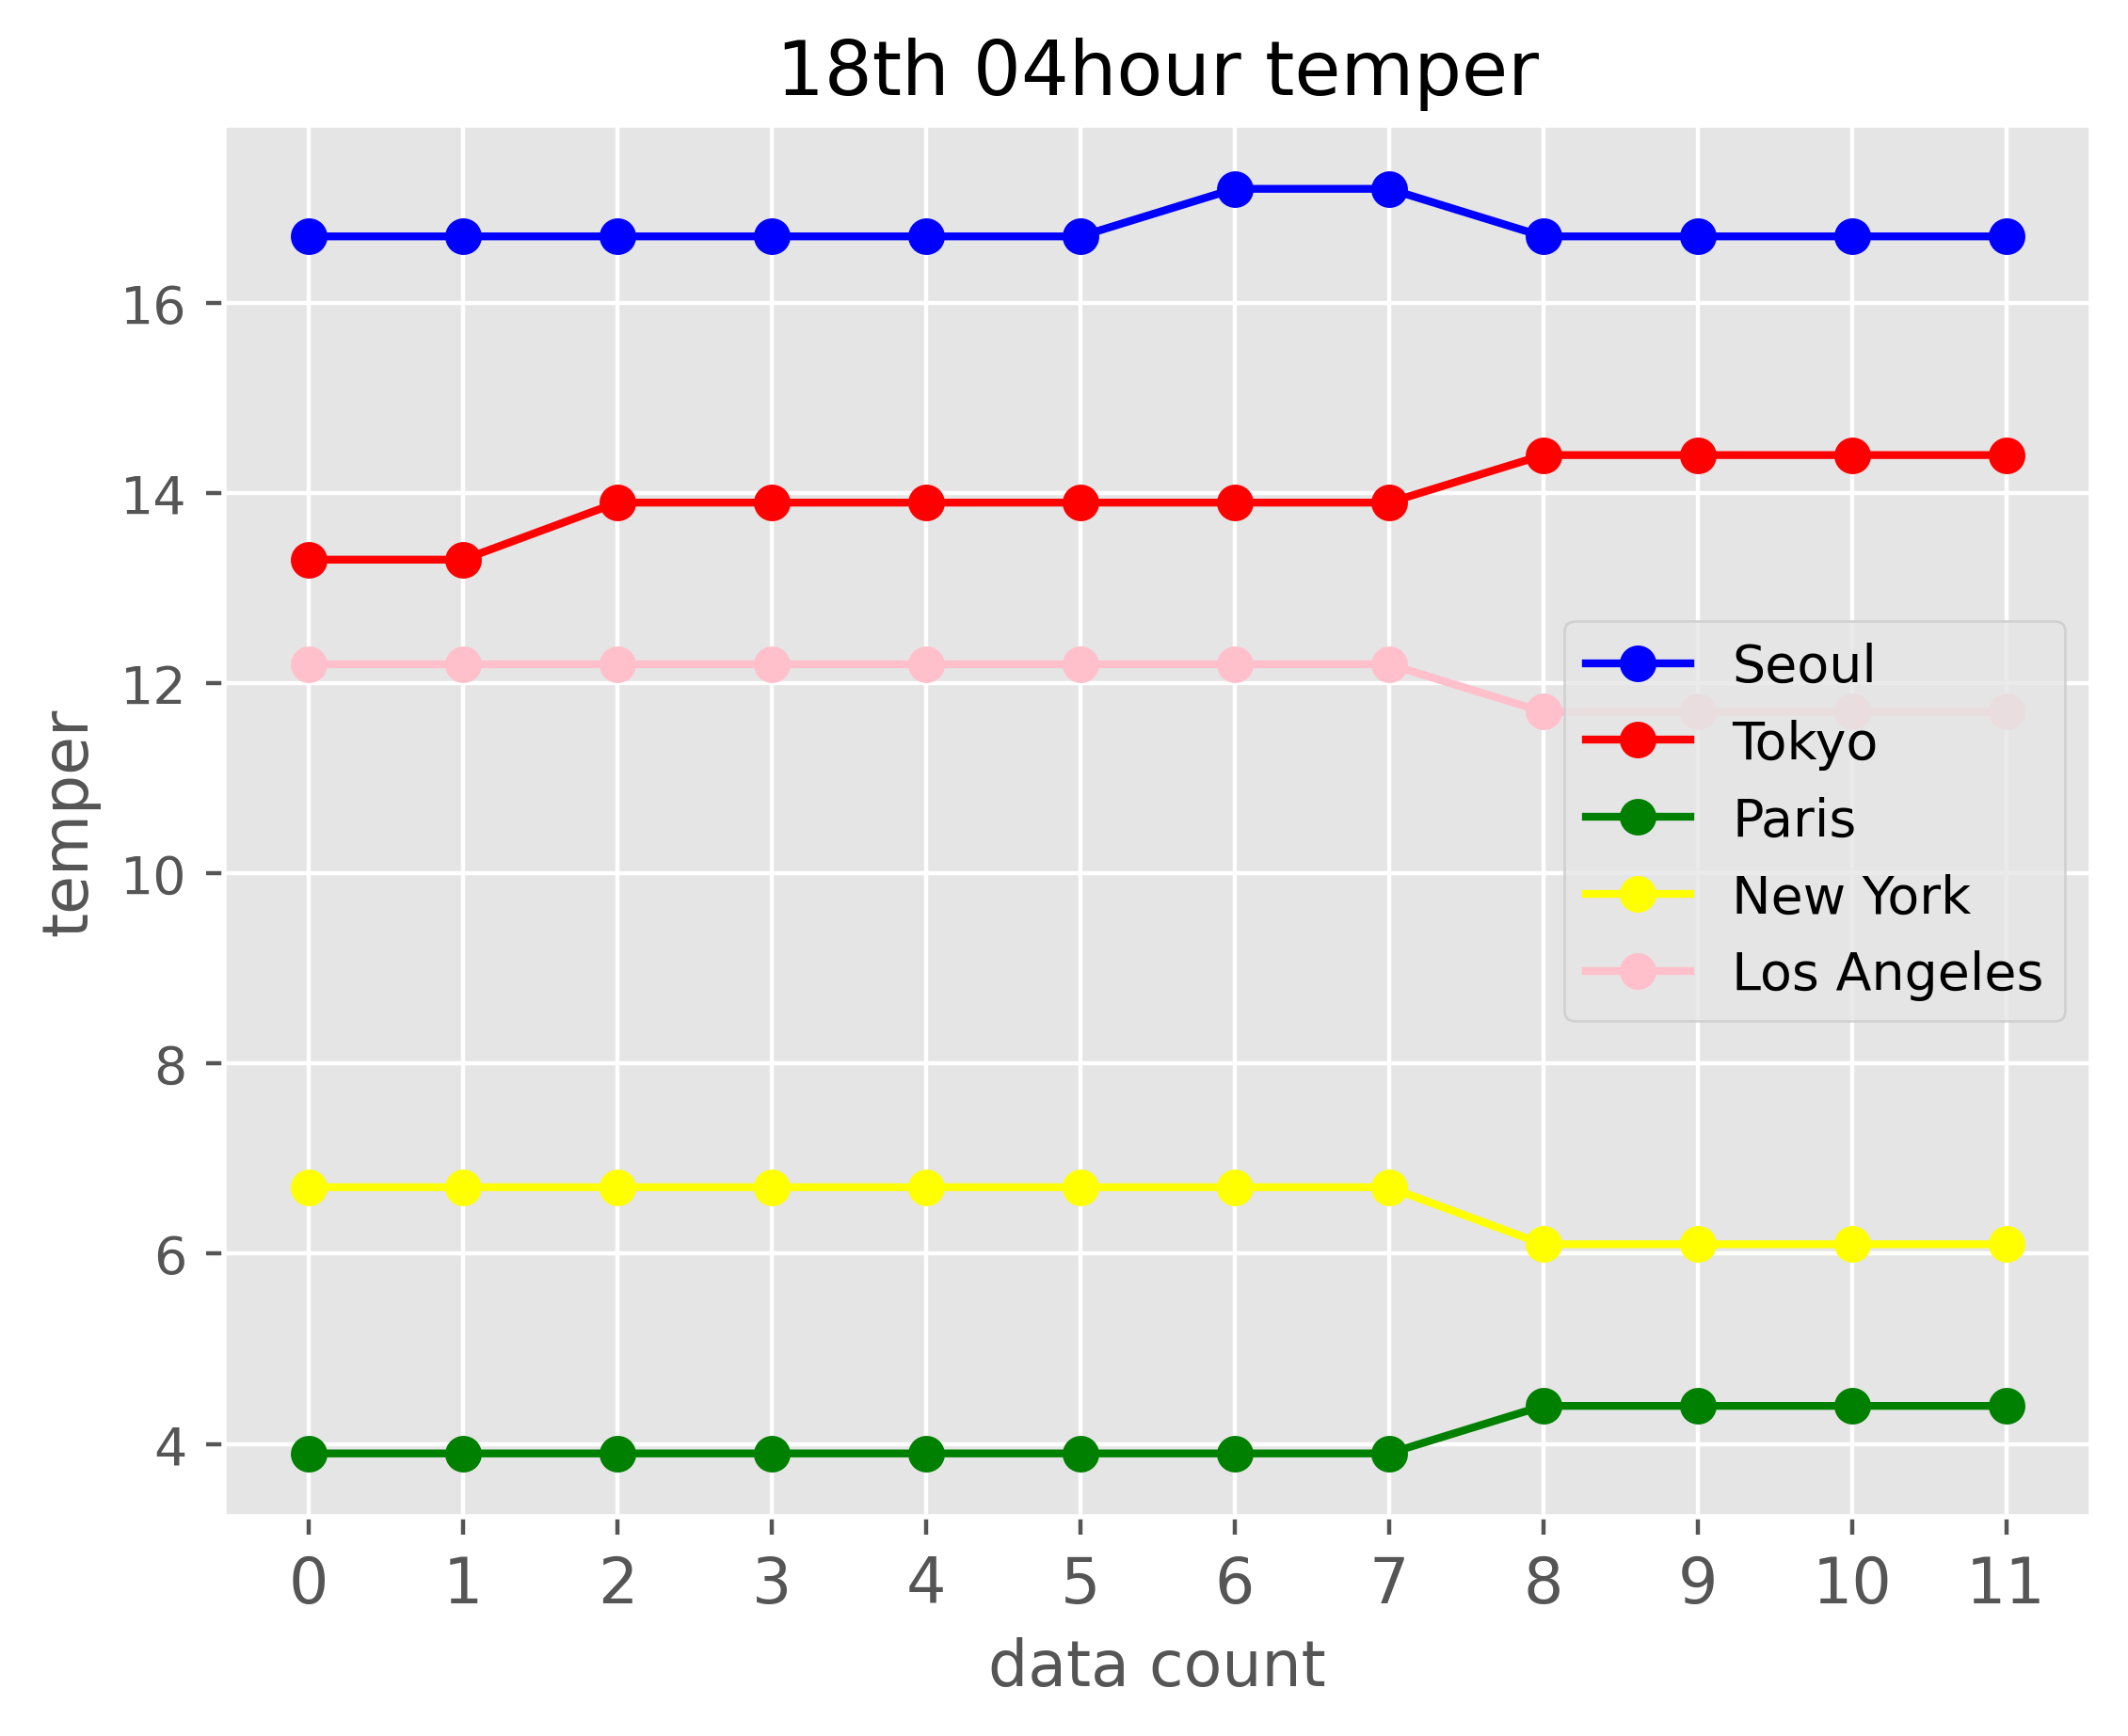 18th 04hour temper
temper
16
14
12
10
8
6
4
Seoul
Tokyo
Paris
New York
Los Angeles
0 1 2 3 4 5 6 7 8 9 10 11
data count